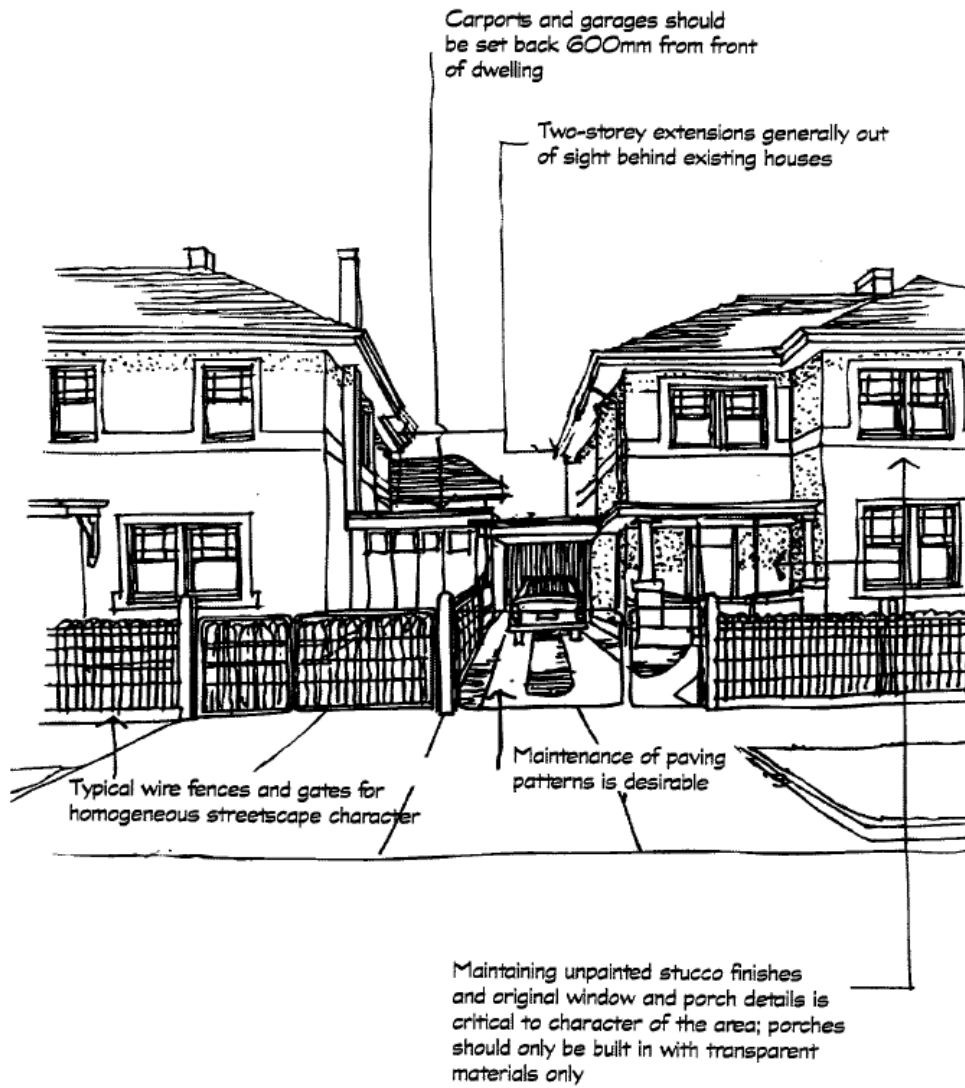 Carports and garages should
be set back 600mm from front
of dwelling
Two-storey extensions generally out
of sight behind existing houses
Typical wire fences and gates for
homogeneous streetscape character
Maintenance of paving
patterns is desirable
Maintaining unpainted stucco finishes
and original window and porch details is
critical to character of the area; porches
should only be built in with transparent
materials only